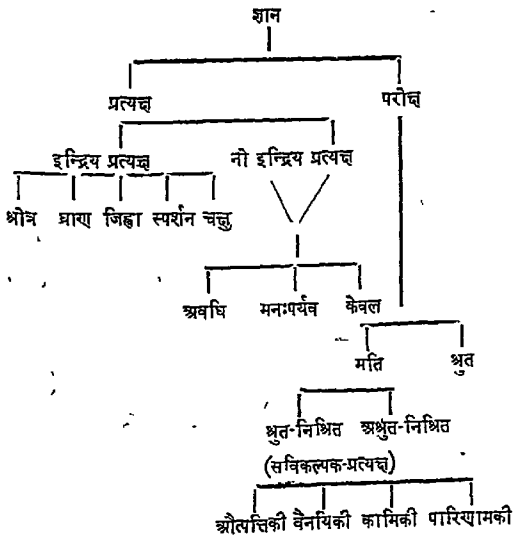 ज्ञान
प्रत्यक्ष परोक्ष
इन्द्रिय प्रत्यक्ष नो इन्द्रिय प्रत्यक्ष
श्रोत्र घ्राण जिह्वा स्पर्शन चक्षु
अवधि मनःपर्यव केवल
मति श्रुत
श्रुत-निश्रित अश्रुत-निश्रित
(सविकल्पक-प्रत्यक्ष)
औत्पत्तिकी वैनयिकी कामिकी पारिणामकी